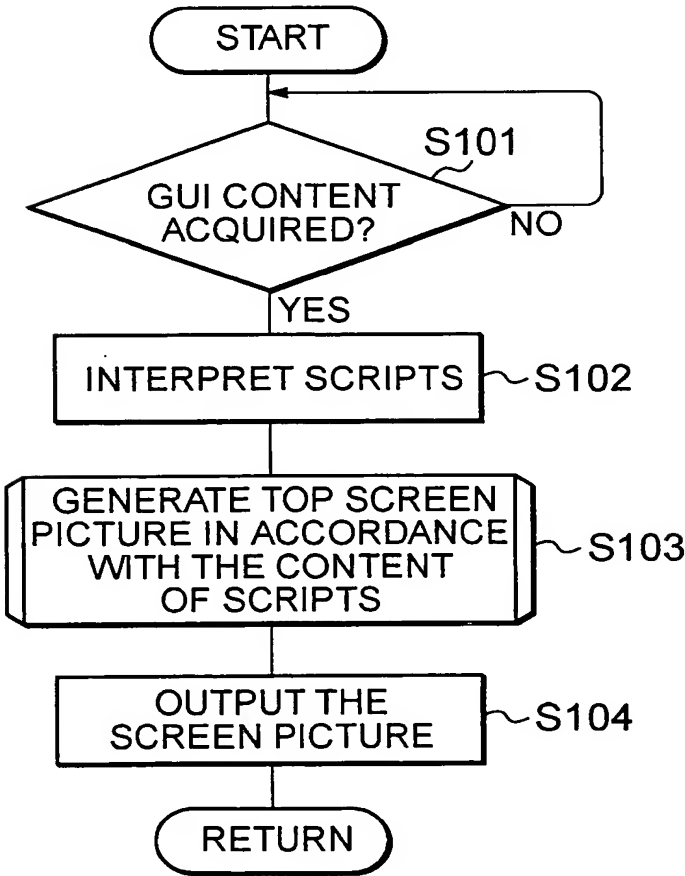 START
S101
GUI CONTENT
ACQUIRED?
NO
YES
INTERPRET SCRIPTS
S102
GENERATE TOP SCREEN
PICTURE IN ACCORDANCE
WITH THE CONTENT
OF SCRIPTS
S103
OUTPUT THE
SCREEN PICTURE
S104
RETURN